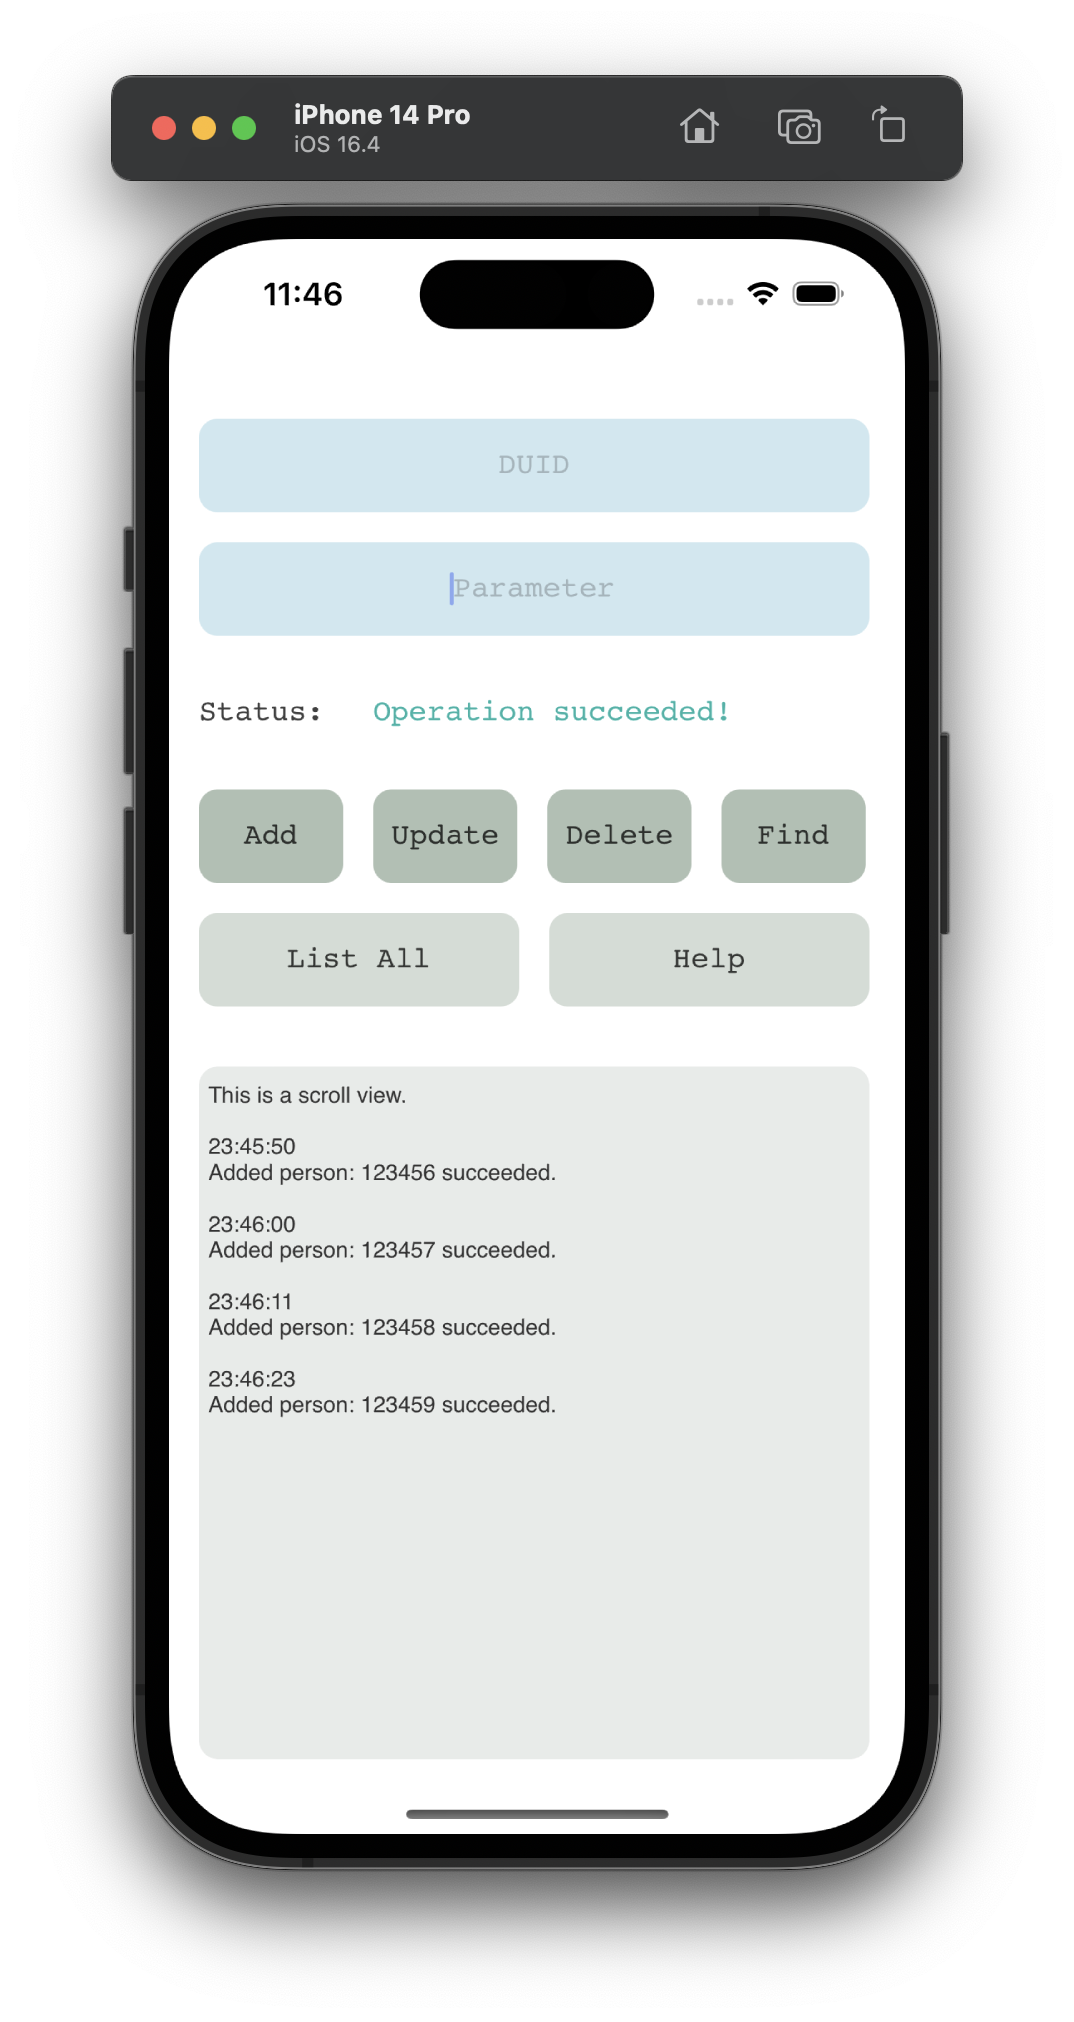 iPhone 14 Pro
iOS 16.4
11:46
DUID
Parameter
Status: Operation succeeded!
Add Update Delete Find
List All Help
This is a scroll view.
23:45:50
Added person: 123456 succeeded.
23:46:00
Added person: 123457 succeeded.
23:46:11
Added person: 123458 succeeded.
23:46:23
Added person: 123459 succeeded.